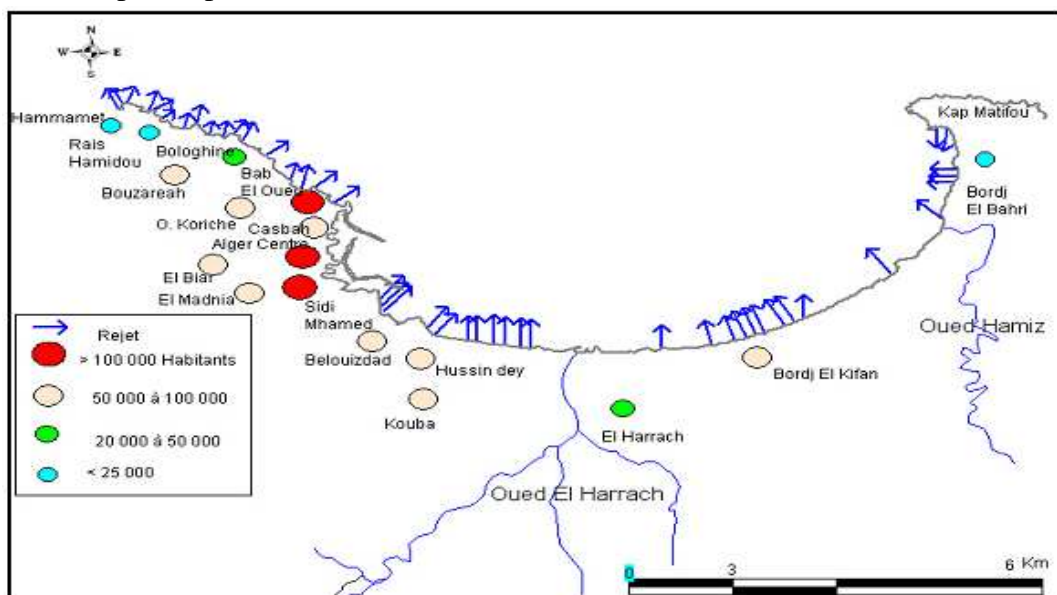 N
W E
S
Kap Matifou
Hammamet
Rais
Hamidou
Bologhine
Bouzareah
Bab
El Oued
Bordj
El Bahri
O. Koriche
Casbah
Alger Centre
El Biar
El Madnia
Sidi
Mhamed
Belouizdad
Hussin dey
Kouba
Bordj El Kifan
El Harrach
Oued Hamiz
Oued El Harrach
Rejet
> 100 000 Habitants
50 000 á 100 000
20 000 á 50 000
< 25 000
0 3 6 Km